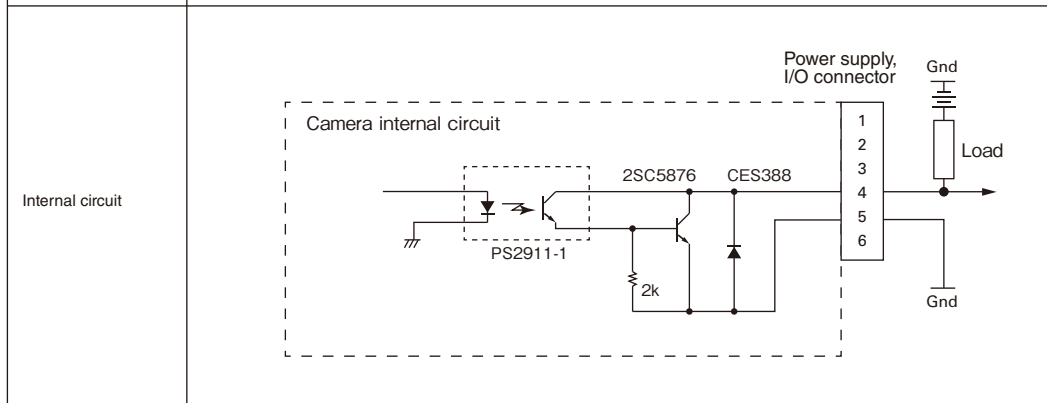 Power supply,
I/O connector
Gnd
Camera internal circuit
1
2
3
4
5
6
Load
2SC5876
CES388
Internal circuit
PS2911-1
2k
Gnd